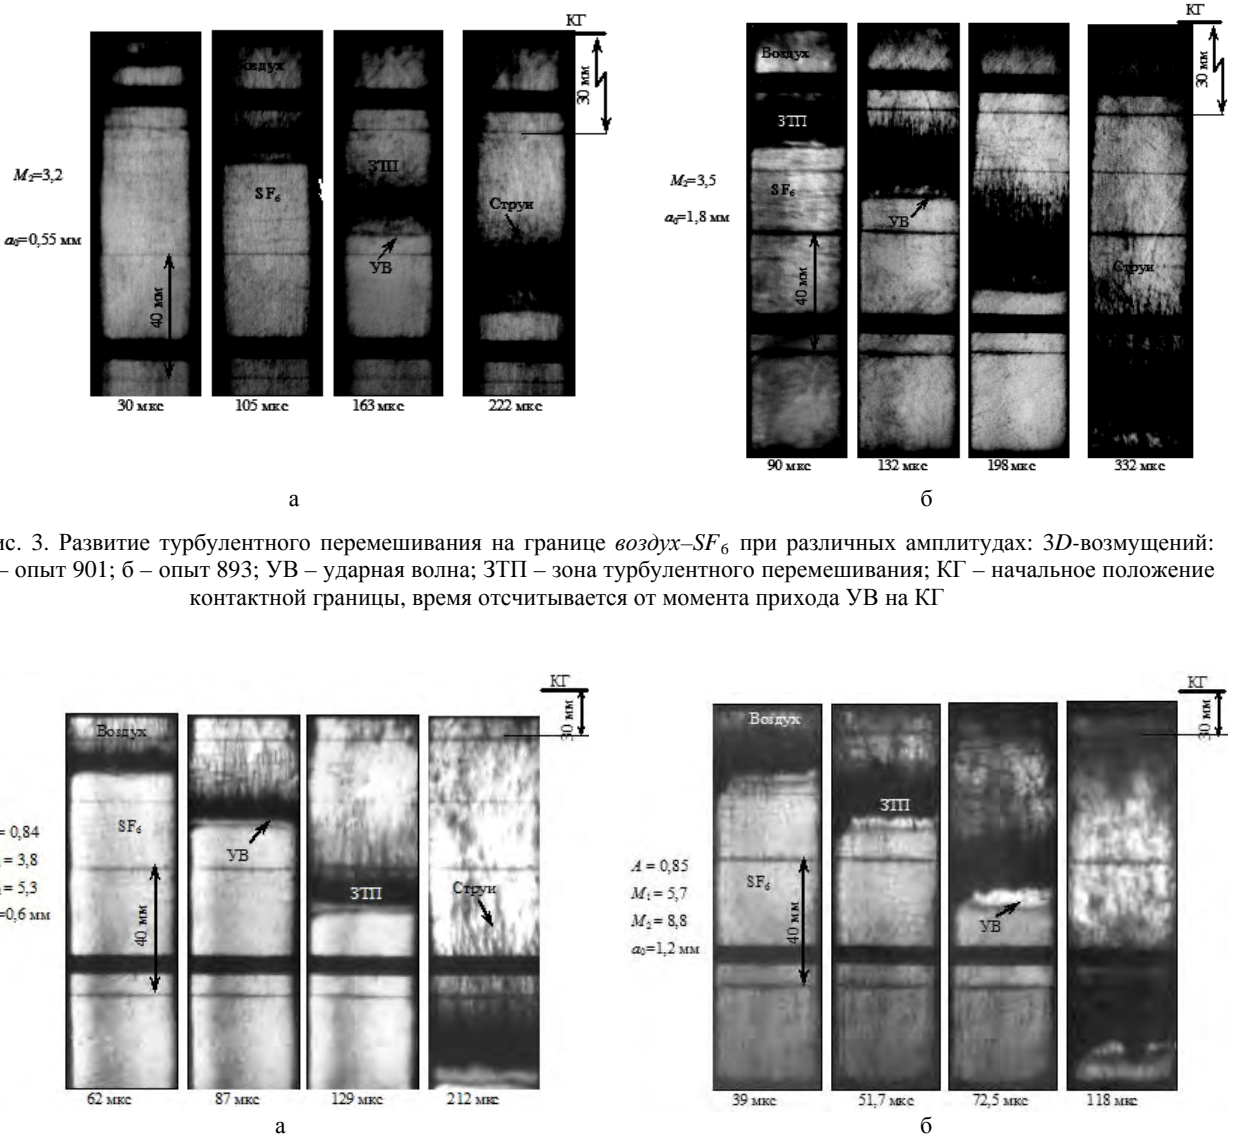 КГ
30 мм
Воздух
ЗТП
SF₆
Струи
УВ
M₂=3,2
a₀=0,55 мм
40 мм
30 мкс
105 мкс
163 мкс
222 мкс
а
КГ
30 мм
Воздух
ЗТП
SF₆
УВ
Струи
M₂=3,5
a₀=1,8 мм
40 мм
90 мкс
132 мкс
198 мкс
332 мкс
б
ис. 3. Развитие турбулентного перемешивания на границе воздух–SF₆ при различных амплитудах: 3D-возмущений:
– опыт 901; б – опыт 893; УВ – ударная волна; ЗТП – зона турбулентного перемешивания; КГ – начальное положение
контактной границы, время отсчитывается от момента прихода УВ на КГ
КГ
30 мм
Воздух
SF₆
УВ
ЗТП
Струи
= 0,84
= 3,8
= 5,3
=0,6 мм
40 мм
62 мкс
87 мкс
129 мкс
212 мкс
а
КГ
30 мм
Воздух
ЗТП
SF₆
УВ
A = 0,85
M₁ = 5,7
M₂ = 8,8
a₀=1,2 мм
40 мм
39 мкс
51,7 мкс
72,5 мкс
118 мкс
б